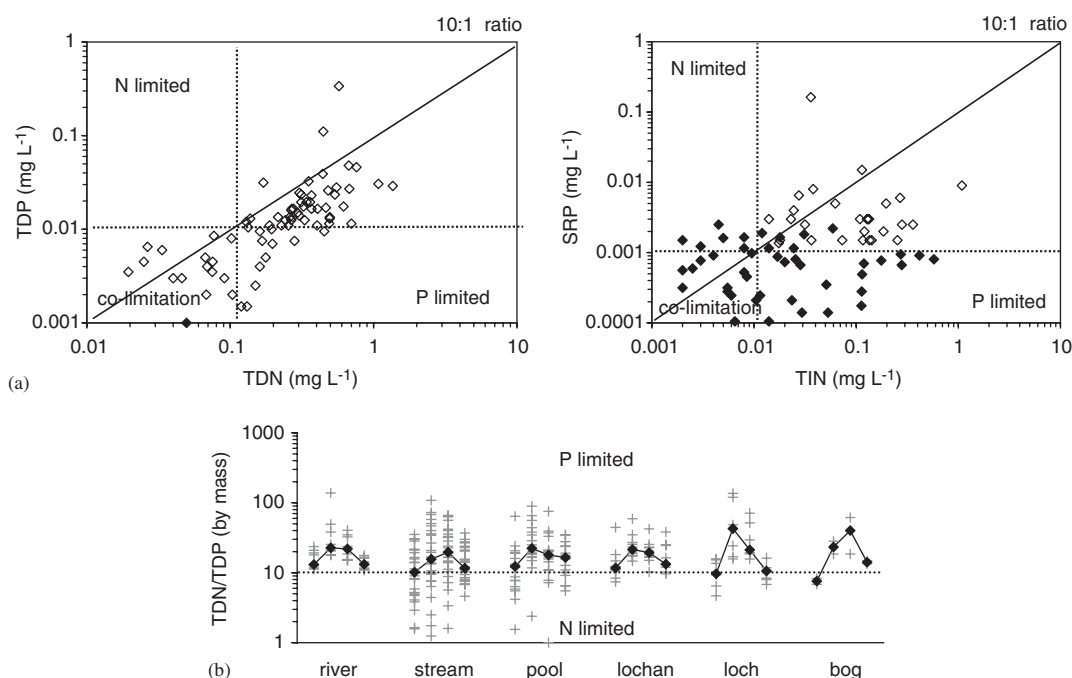 10:1 ratio
1
N limited
0.1
TDP (mg L-1)
0.01
co-limitation
P limited
0.001
0.01
0.1
1
10
TDN (mg L-1)
(a)
10:1 ratio
1
N limited
0.1
SRP (mg L-1)
0.01
0.001
co-limitation
P limited
0.0001
0.001
0.01
0.1
1
10
TIN (mg L-1)
1000
P limited
100
TDN/TDP (by mass)
10
N limited
1
river stream pool lochan loch bog
(b)